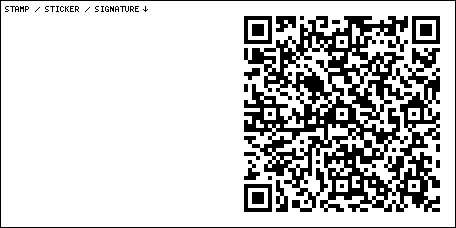 STAMP / STICKER / SIGNATURE ↓